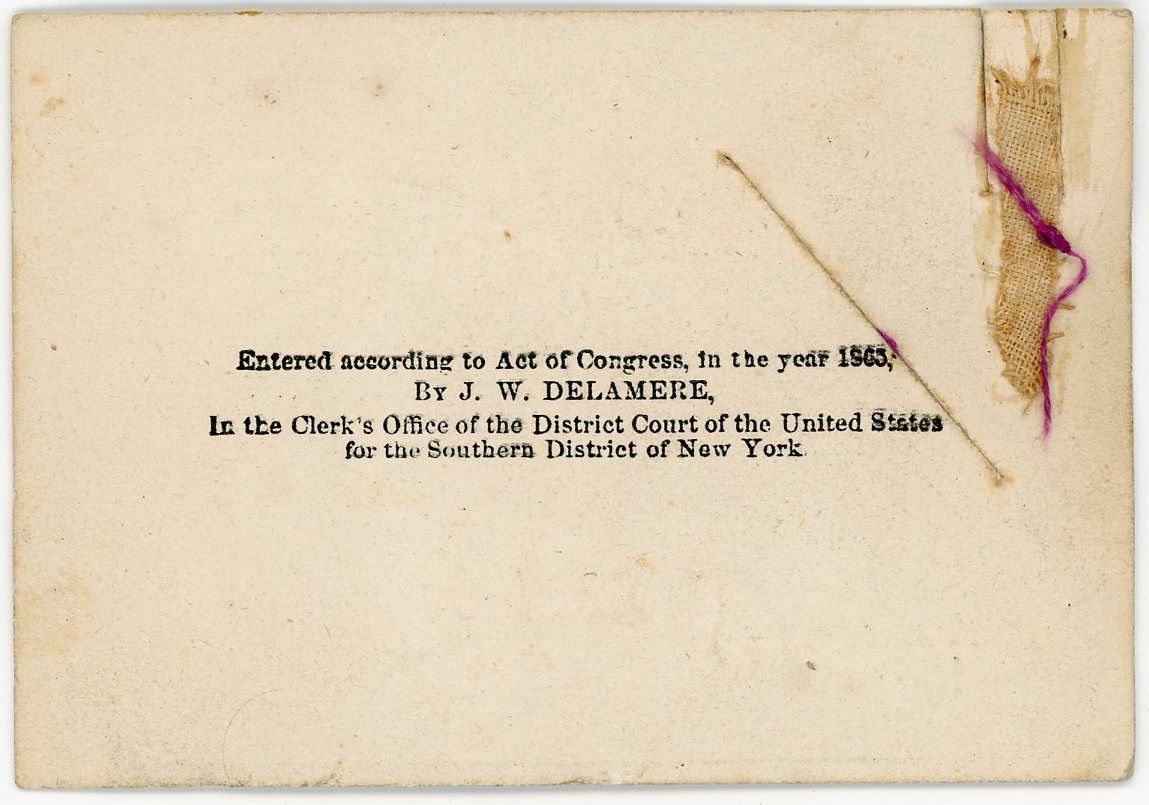 Entered according to Act of Congress, in the year 1865,
By J. W. DELAMERE,
In the Clerk's Office of the District Court of the United States
for the Southern District of New York.